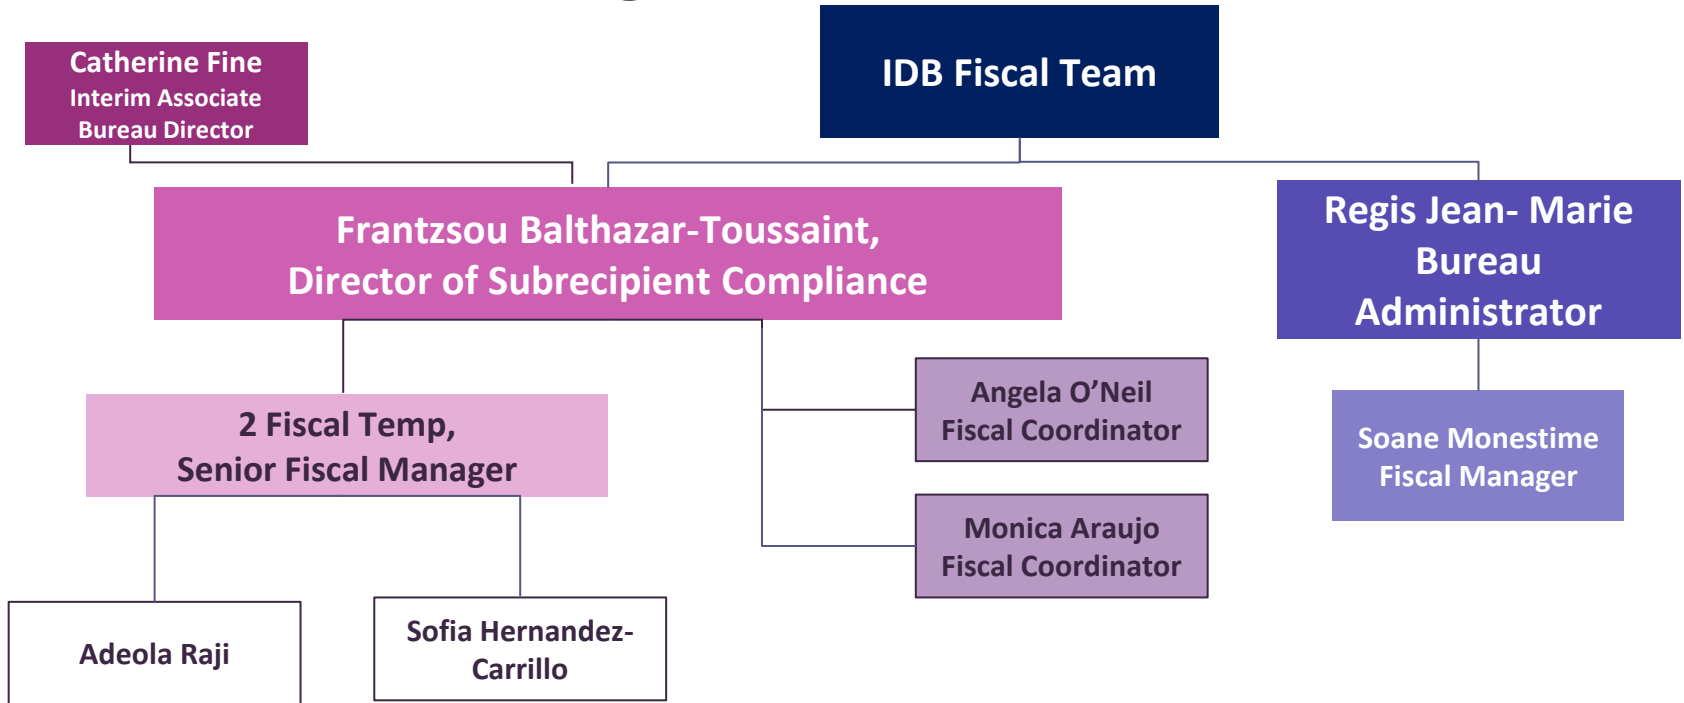 Catherine Fine
Interim Associate
Bureau Director
IDB Fiscal Team
Frantzsou Balthazar-Toussaint,
Director of Subrecipient Compliance
Regis Jean- Marie
Bureau
Administrator
2 Fiscal Temp,
Senior Fiscal Manager
Angela O’Neil
Fiscal Coordinator
Soane Monestime
Fiscal Manager
Monica Araujo
Fiscal Coordinator
Adeola Raji
Sofia Hernandez-
Carrillo